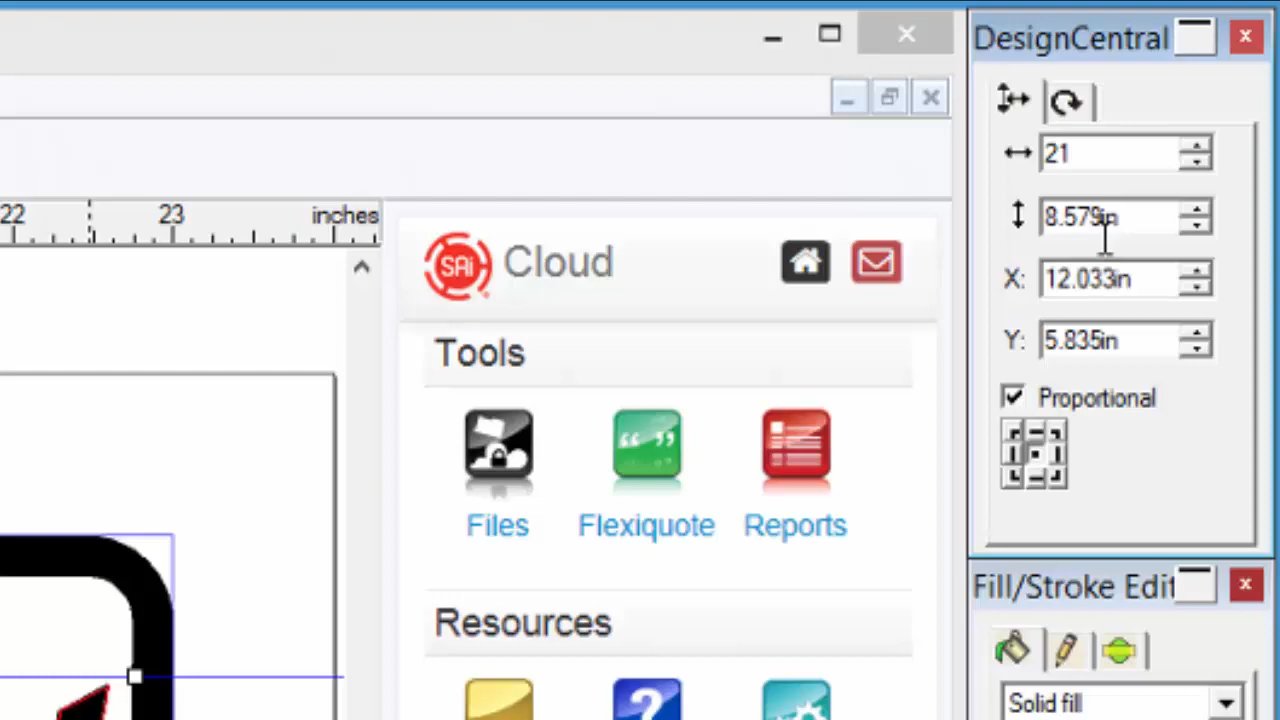 DesignCentral
21
22
23
inches
8.579in
SAi
Cloud
X: 12.033in
Y: 5.835in
Tools
Proportional
Files
Flexiquote
Reports
Fill/Stroke Edit
Resources
?
Solid fill